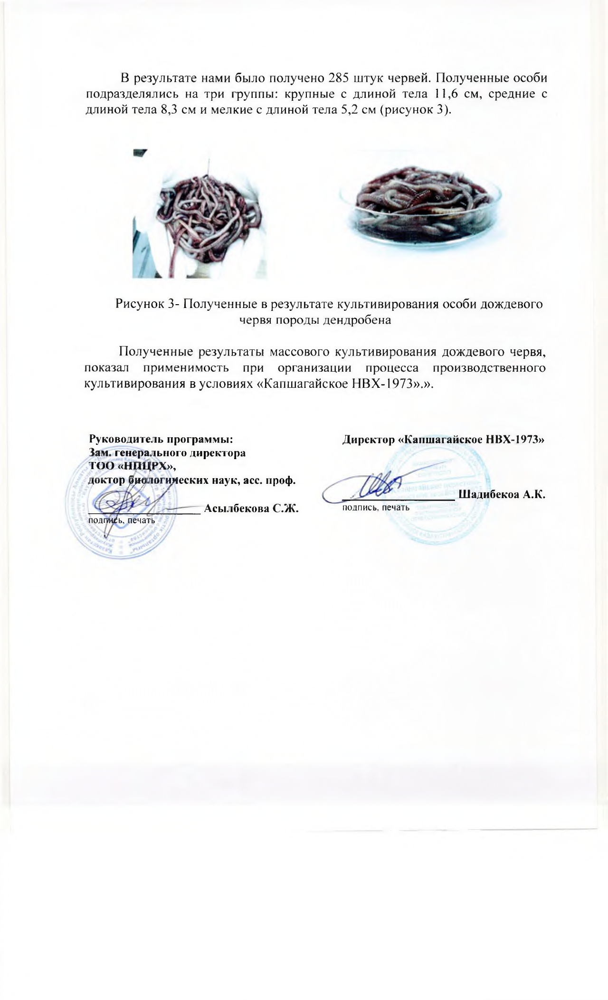 В результате нами было получено 285 штук червей. Полученные особи
подразделялись на три группы: крупные с длиной тела 11,6 см, средние с
длиной тела 8,3 см и мелкие с длиной тела 5,2 см (рисунок 3).
Рисунок 3- Полученные в результате культивирования особи дождевого
червя породы дендробена
Полученные результаты массового культивирования дождевого червя,
показал применимость при организации процесса производственного
культивирования в условиях «Капшагайское НВХ-1973».».
Руководитель программы:
Зам. генерального директора
ТОО «НПЦРХ»,
доктор биологических наук, асс. проф.
Асылбекова С.Ж.
подпись, печать
Директор «Капшагайское НВХ-1973»
Шадибекоа А.К.
подпись, печать